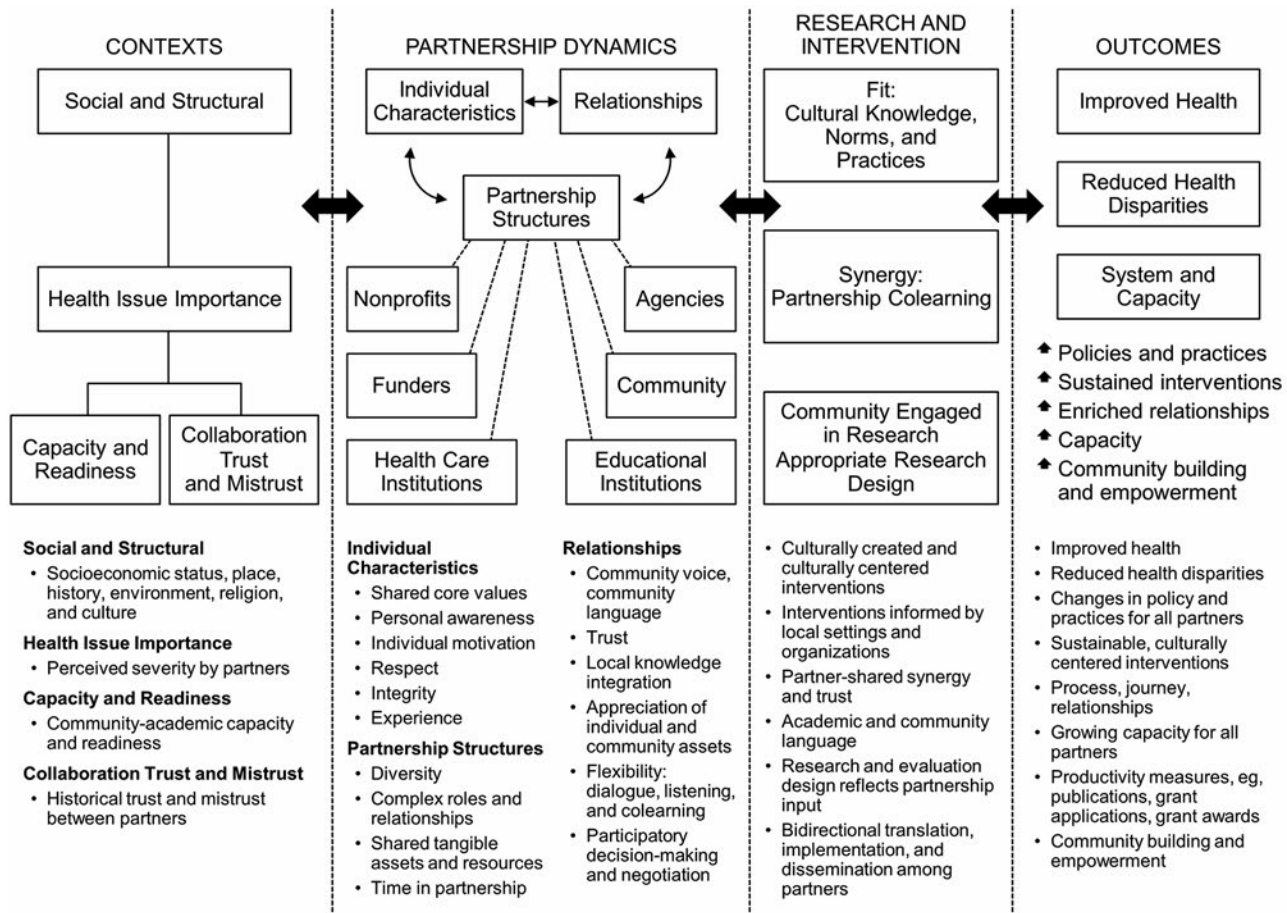 CONTEXTS
Social and Structural
Health Issue Importance
Capacity and
Readiness
Collaboration
Trust
and Mistrust
Social and Structural
• Socioeconomic status, place,
history, environment, religion,
and culture
Health Issue Importance
• Perceived severity by partners
Capacity and Readiness
• Community-academic capacity
and readiness
Collaboration Trust and Mistrust
• Historical trust and mistrust
between partners
PARTNERSHIP DYNAMICS
Individual
Characteristics
Relationships
Partnership
Structures
Nonprofits
Agencies
Funders
Community
Health Care
Institutions
Educational
Institutions
Individual
Characteristics
• Shared core values
• Personal awareness
• Individual motivation
• Respect
• Integrity
• Experience
Partnership Structures
• Diversity
• Complex roles and
relationships
• Shared tangible
assets and resources
• Time in partnership
Relationships
• Community voice,
community
language
• Trust
• Local knowledge
integration
• Appreciation of
individual and
community assets
• Flexibility:
dialogue, listening,
and colearning
• Participatory
decision-making
and negotiation
RESEARCH AND
INTERVENTION
Fit:
Cultural Knowledge,
Norms, and
Practices
Synergy:
Partnership Colearning
Community Engaged
in Research
Appropriate Research
Design
• Culturally created and
culturally centered
interventions
• Interventions informed by
local settings and
organizations
• Partner-shared synergy
and trust
• Academic and community
language
• Research and evaluation
design reflects partnership
input
• Bidirectional translation,
implementation, and
dissemination among
partners
OUTCOMES
Improved Health
Reduced Health
Disparities
System and
Capacity
Policies and practices
Sustained interventions
Enriched relationships
Capacity
Community building
and empowerment
• Improved health
• Reduced health disparities
• Changes in policy and
practices for all partners
• Sustainable, culturally
centered interventions
• Process, journey,
relationships
• Growing capacity for all
partners
• Productivity measures, eg,
publications, grant
applications, grant awards
• Community building and
empowerment